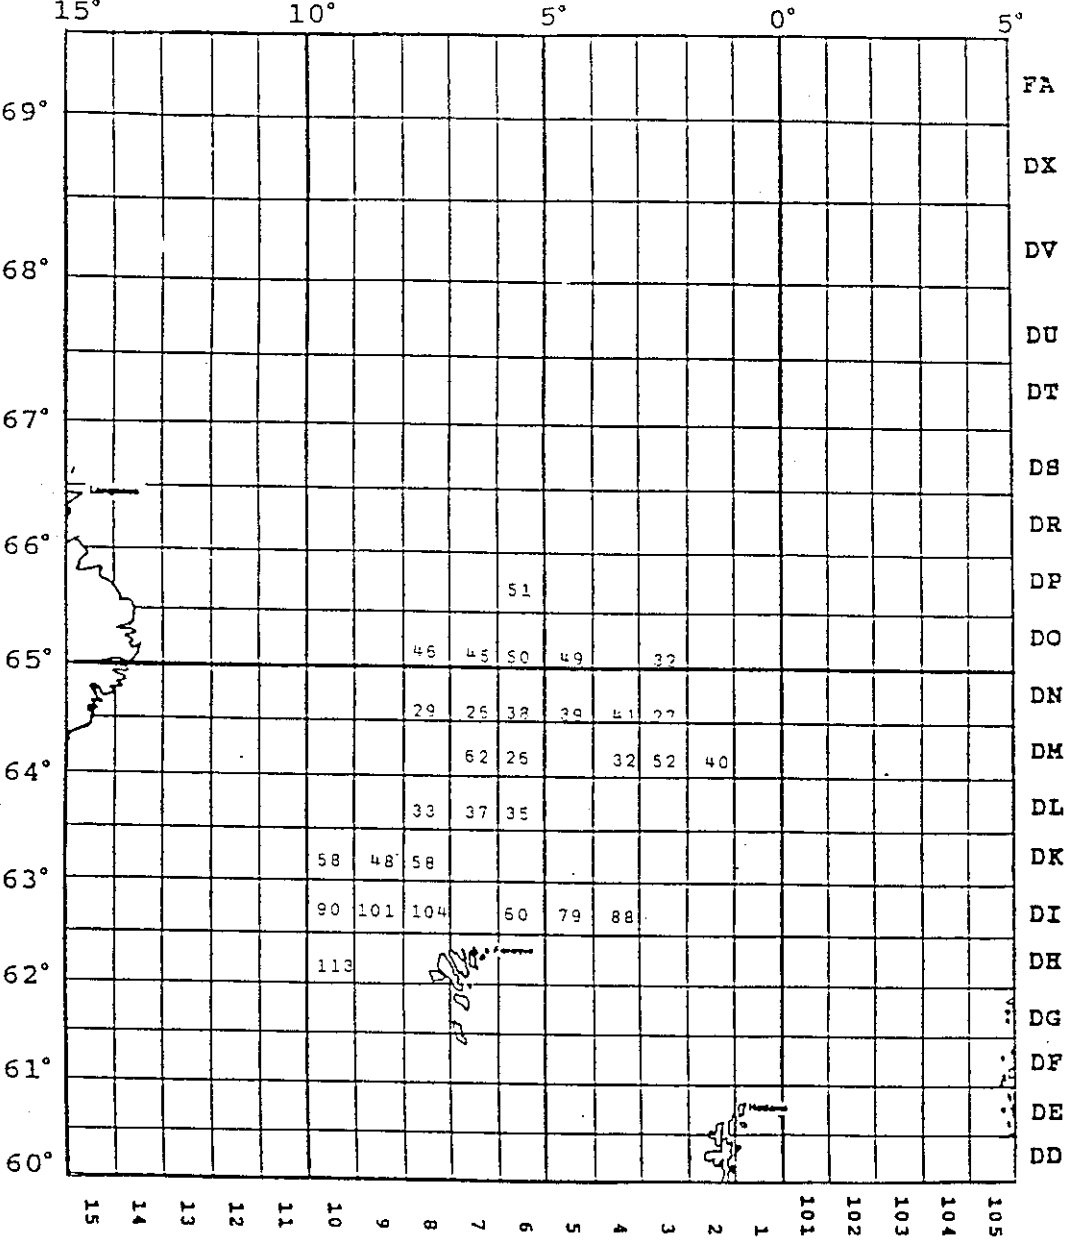 15° 10° 5° 0° 5°
FA
69°
DX
DV
68°
DU
DT
67°
DS
DR
66°
51 DP
46 45 50 49 DO
65°
29 38 39 41 DN
62 26 32 52 40 DM
64°
33 37 35 DL
58 48 58 DK
63°
90 101 104 60 79 88 DI
113 DH
62°
DG
DF
61°
DE
DD
60°
15 14 13 12 11 10 9 8 7 6 5 4 3 2 1 101 102 103 104 105